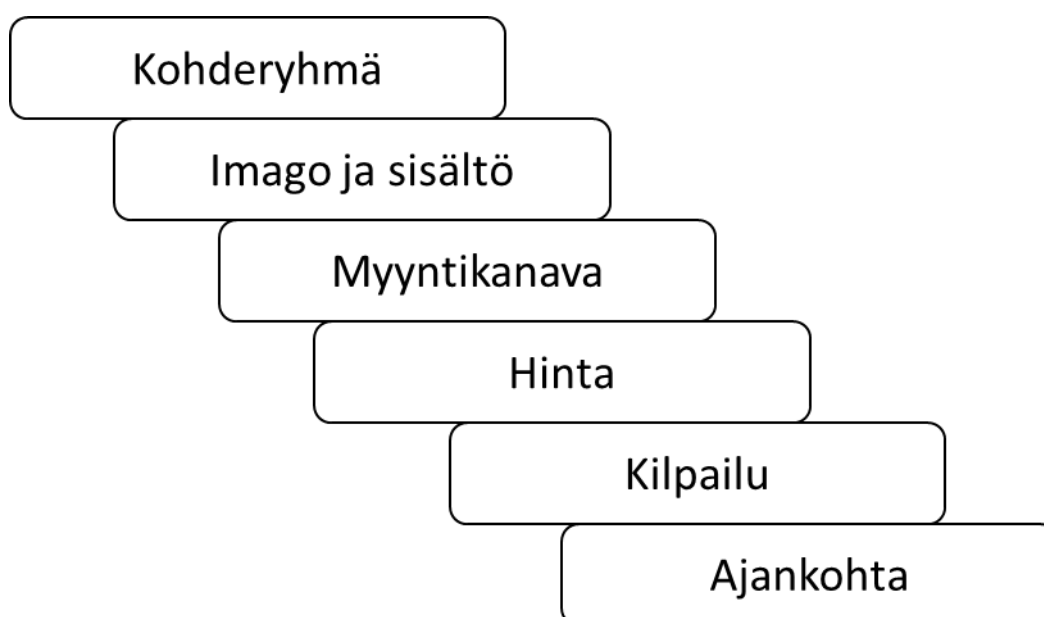 Kohderyhmä
Imago ja sisältö
Myyntikanava
Hinta
Kilpailu
Ajankohta